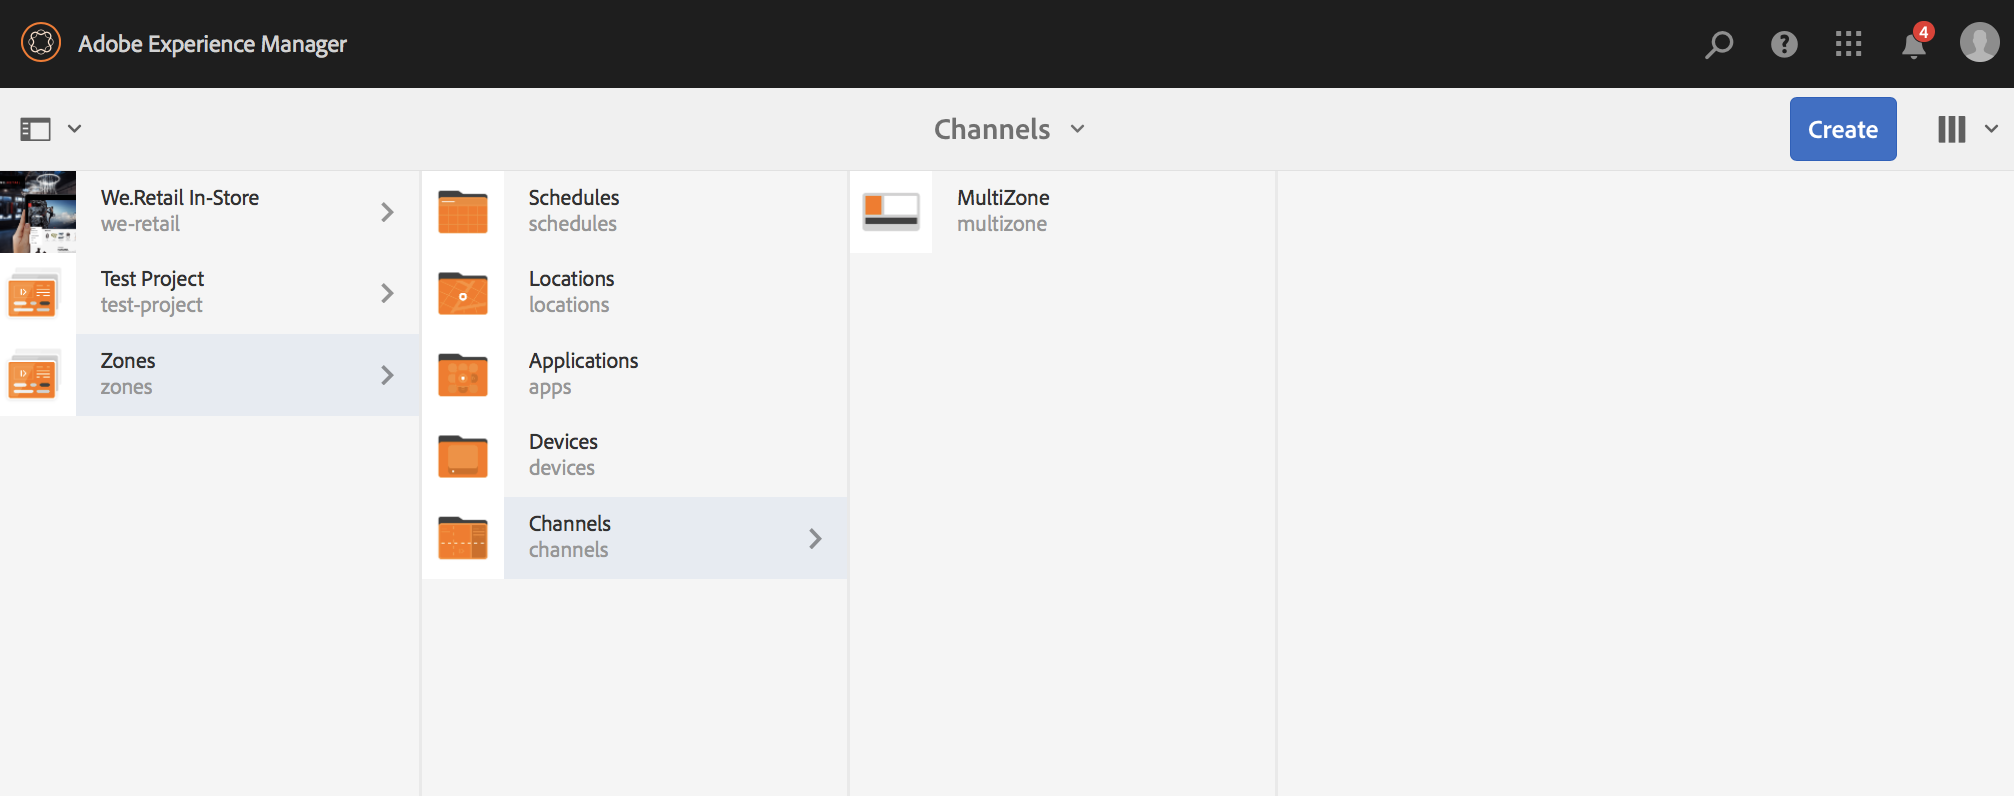 Adobe Experience Manager
4
Channels
Create
We.Retail In-Store
we-retail
Test Project
test-project
Zones
zones
Schedules
schedules
Locations
locations
Applications
apps
Devices
devices
Channels
channels
MultiZone
multizone